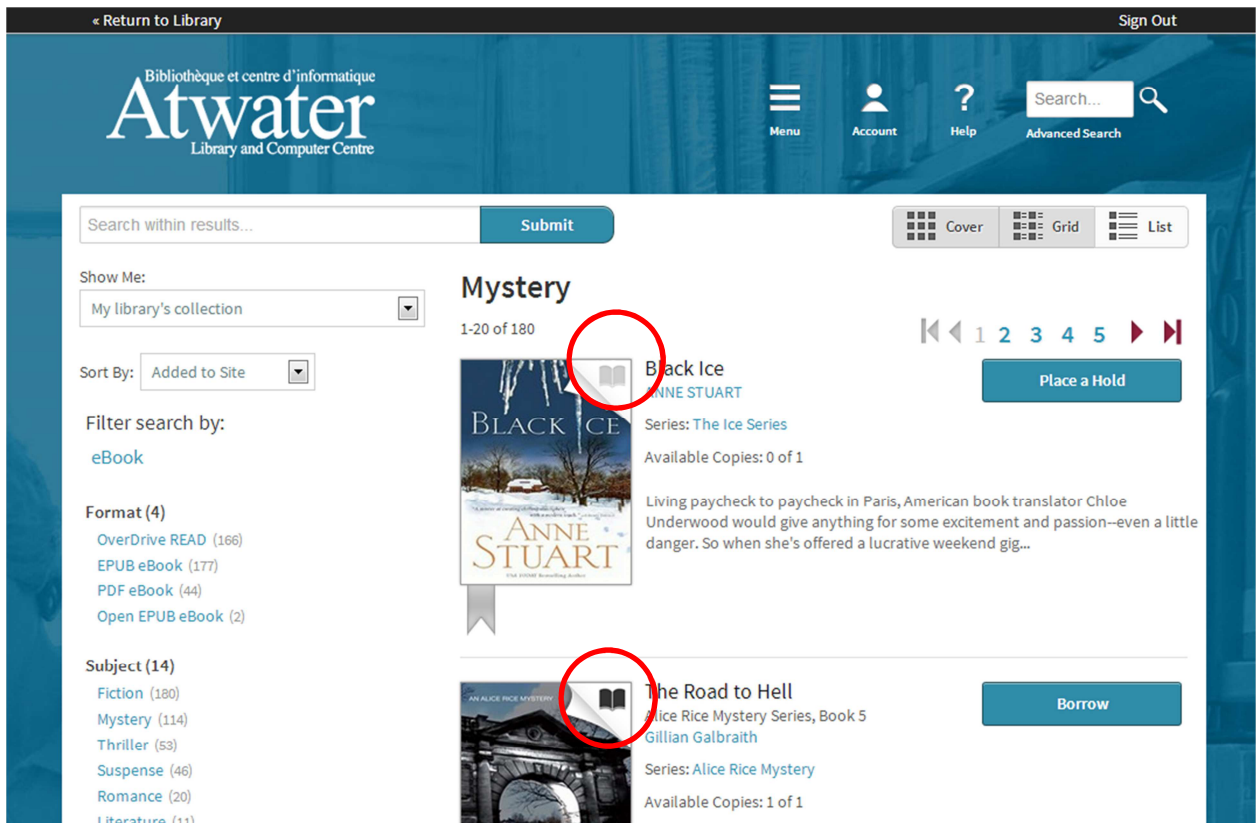 « Return to Library
Sign Out
Bibliothèque et centre d'informatique
Atwater
Library and Computer Centre
Menu
Account
?
Help
Search...
Advanced Search
Search within results...
Submit
Cover
Grid
List
Show Me:
My library's collection
Sort By: Added to Site
Filter search by:
eBook
Format (4)
OverDrive READ (166)
EPUB eBook (177)
PDF eBook (44)
Open EPUB eBook (2)
Subject (14)
Fiction (180)
Mystery (114)
Thriller (53)
Suspense (46)
Romance (20)
Literature (11)
Mystery
1-20 of 180
1 2 3 4 5
BLACK ICE
ANNE
STUART
Black Ice
ANNE STUART
Series: The Ice Series
Available Copies: 0 of 1
Living paycheck to paycheck in Paris, American book translator Chloe
Underwood would give anything for some excitement and passion--even a little
danger. So when she's offered a lucrative weekend gig...
Place a Hold
AN ALICE RICE MYSTERY
The Road to Hell
Alice Rice Mystery Series, Book 5
Gillian Galbraith
Series: Alice Rice Mystery
Available Copies: 1 of 1
Borrow